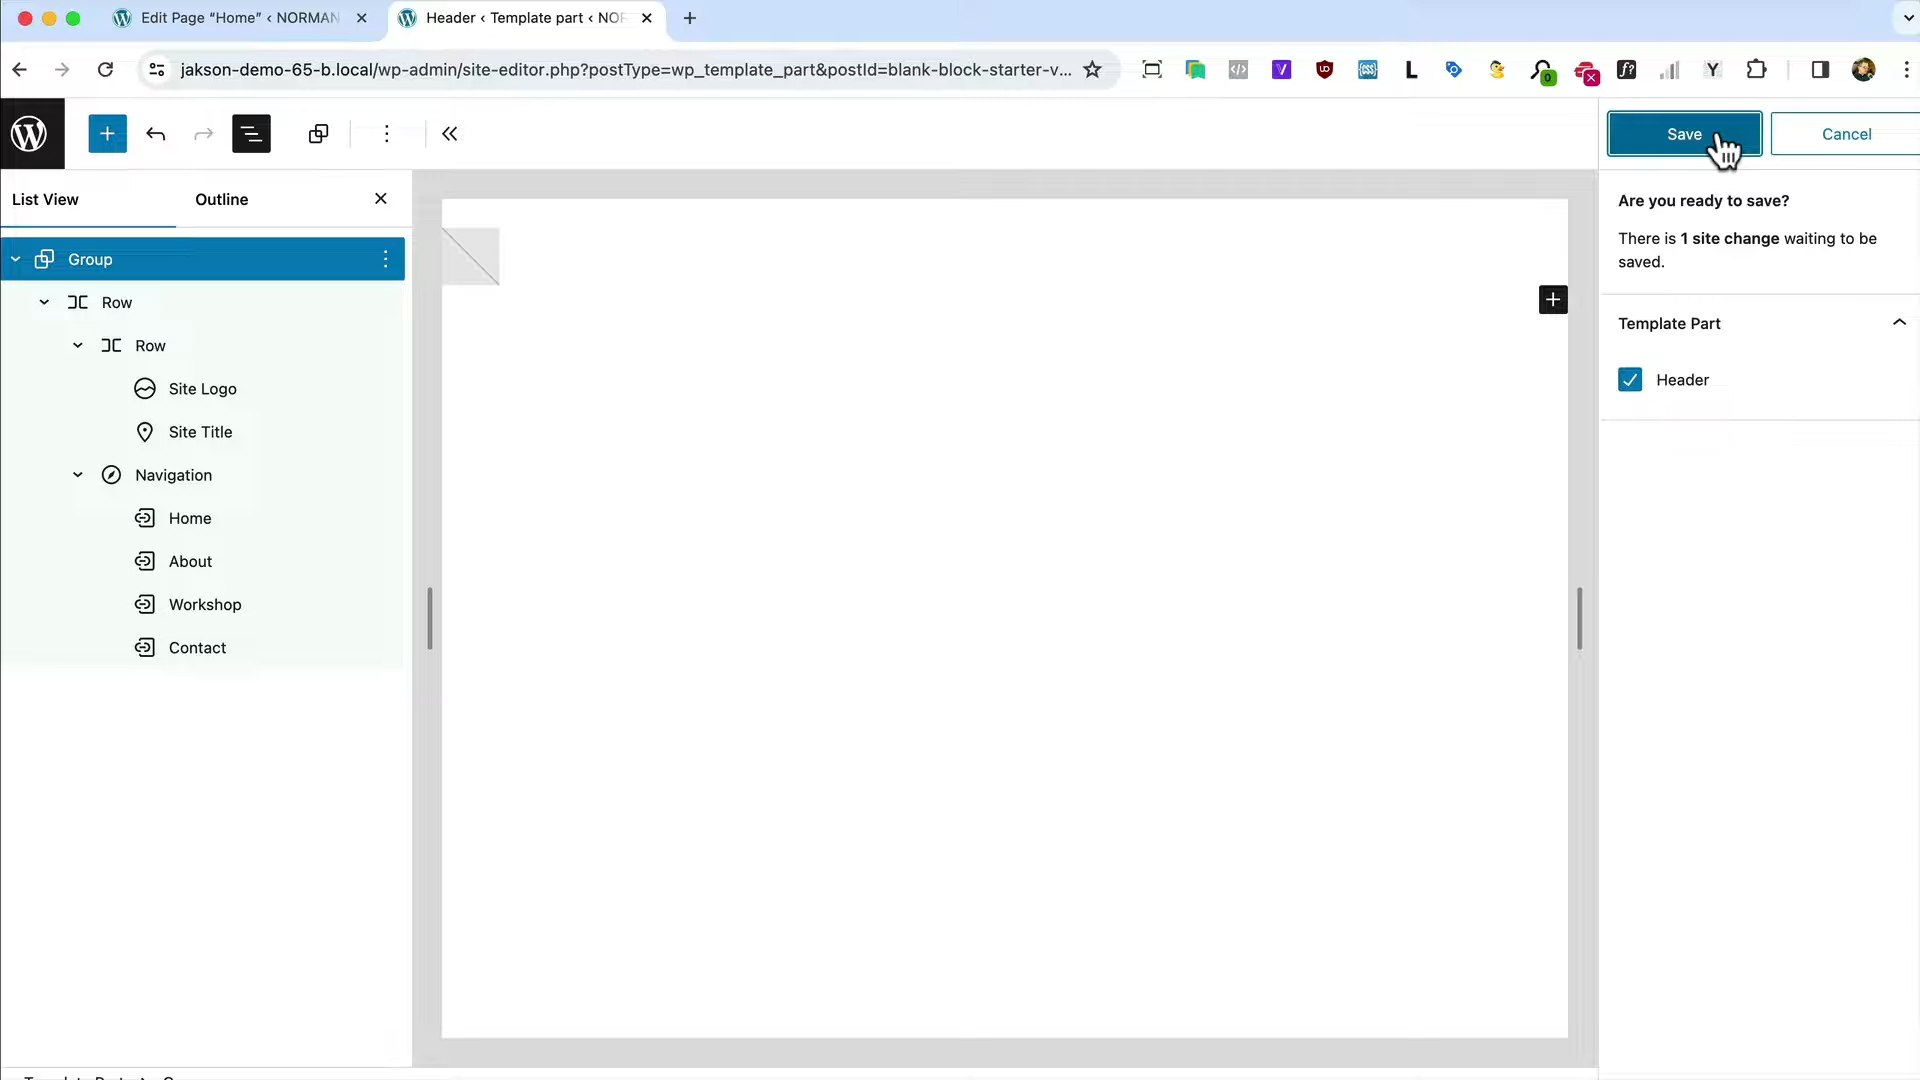 Edit Page “Home” ‹ NORMAN
Header ‹ Template part ‹ NOR
jakson-demo-65-b.local/wp-admin/site-editor.php?postType=wp_template_part&postId=blank-block-starter-v...
Save
Cancel
List View
Outline
Are you ready to save?
There is 1 site change waiting to be
saved.
Group
Row
Row
Site Logo
Site Title
Navigation
Home
About
Workshop
Contact
Template Part
Header